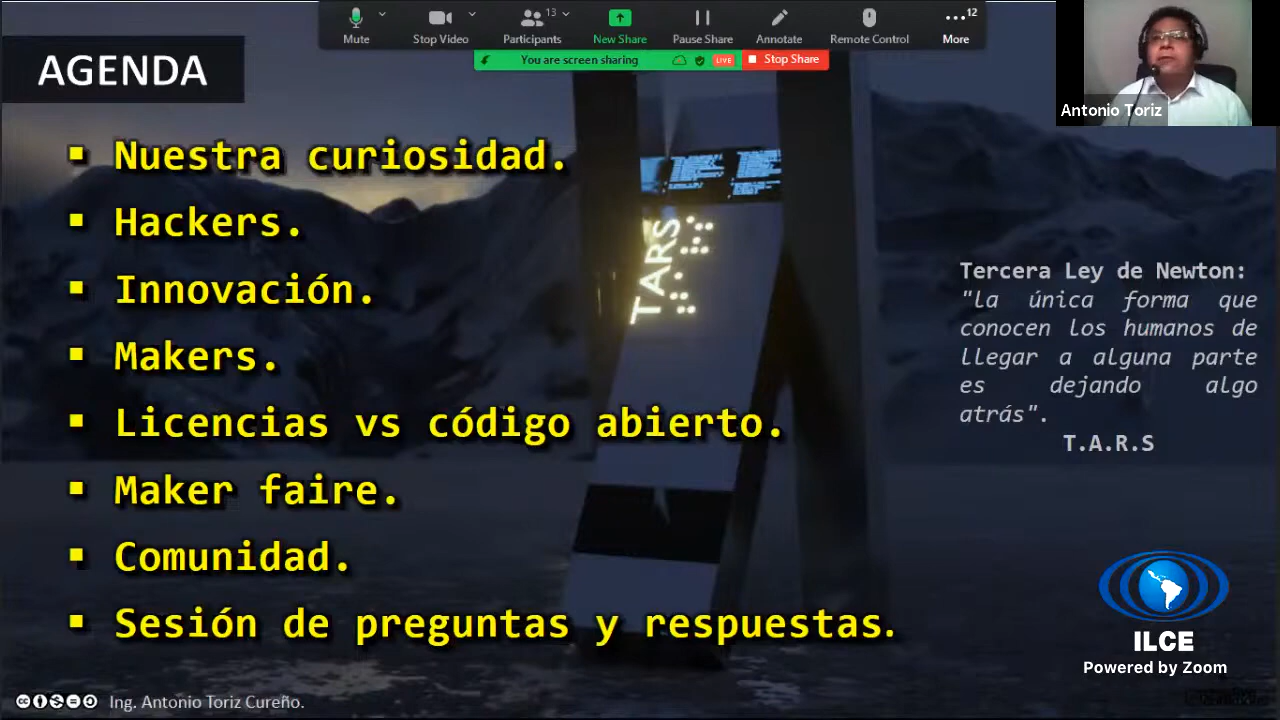 12
13
Mute
Stop Video
Participants
New Share
Pause Share
Annotate
Remote Control
More
You are screen sharing
LIVE
Stop Share
Antonio Toriz
AGENDA
Nuestra curiosidad.
Hackers.
Innovación.
Makers.
Licencias vs código abierto.
Maker faire.
Comunidad.
Sesión de preguntas y respuestas.
TARS
Tercera Ley de Newton:
"la única forma que
conocen los humanos de
llegar a alguna parte
es dejando algo
atrás".
T.A.R.S
ILCE
Powered by Zoom
Ing. Antonio Toriz Cureño.